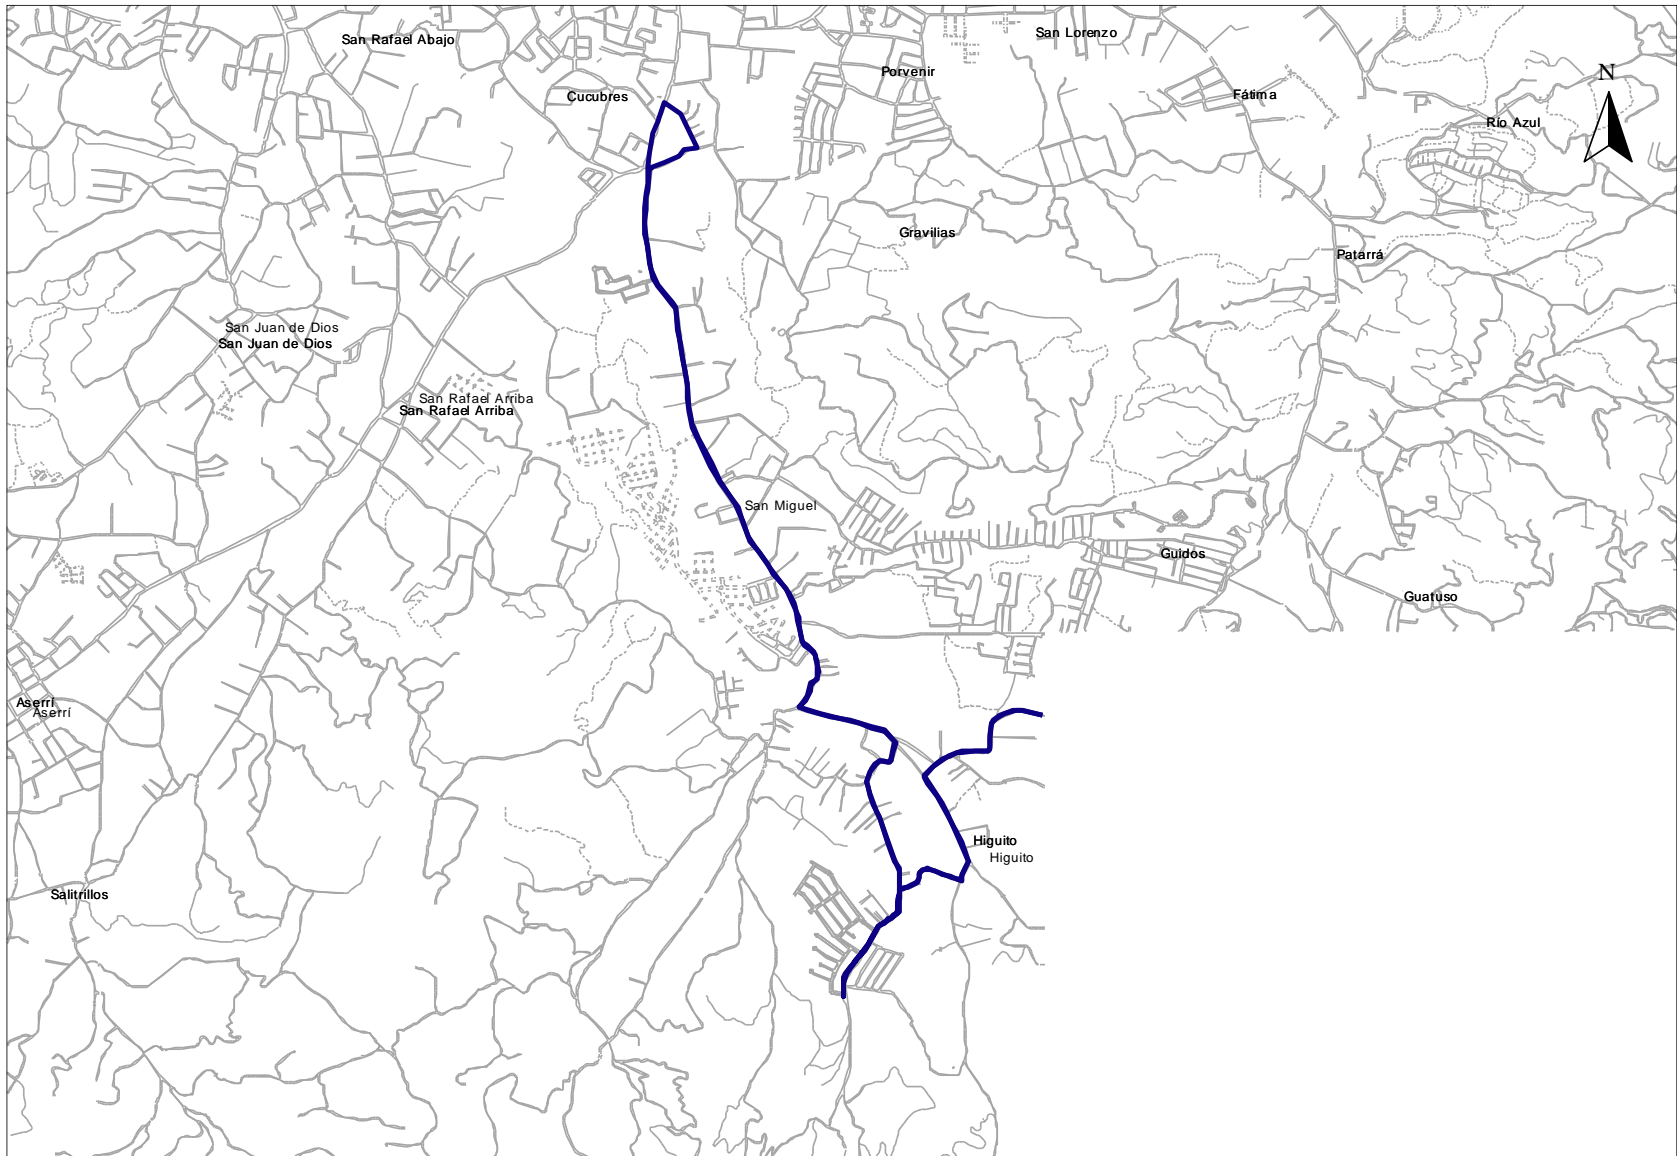 San Lorenzo
San Rafael Abajo
Porvenir
N
Fátima
Cucubres
Río Azul
Gravilias
Patarrá
San Juan de Dios
San Juan de Dios
San Rafael Arriba
San Rafael Arriba
San Miguel
Guidos
Guatuso
Aserrí
Aserrí
Higuito
Higuito
Salitrillos